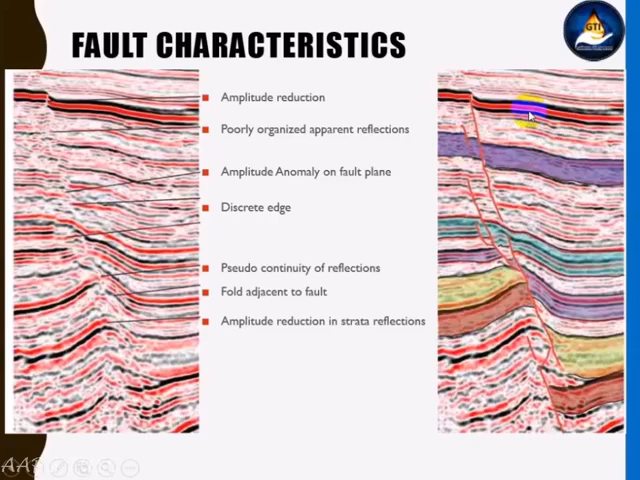 FAULT CHARACTERISTICS
GTI
Amplitude reduction
Poorly organized apparent reflections
Amplitude Anomaly on fault plane
Discrete edge
Pseudo continuity of reflections
Fold adjacent to fault
Amplitude reduction in strata reflections